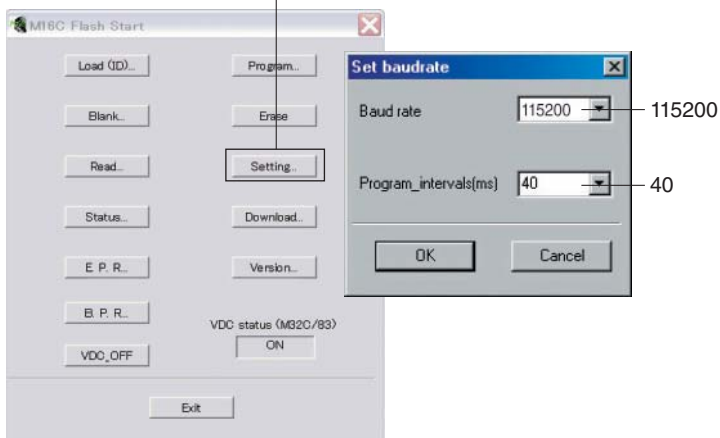 M16C Flash Start
Load (ID)...
Program...
Blank...
Erase
Read...
Setting...
Status...
Download...
E. P. R...
Version...
B. P. R...
VDC status (M32C/83)
ON
VDC_OFF
Exit
Set baudrate
Baud rate
115200
115200
Program_intervals(ms)
40
40
OK
Cancel